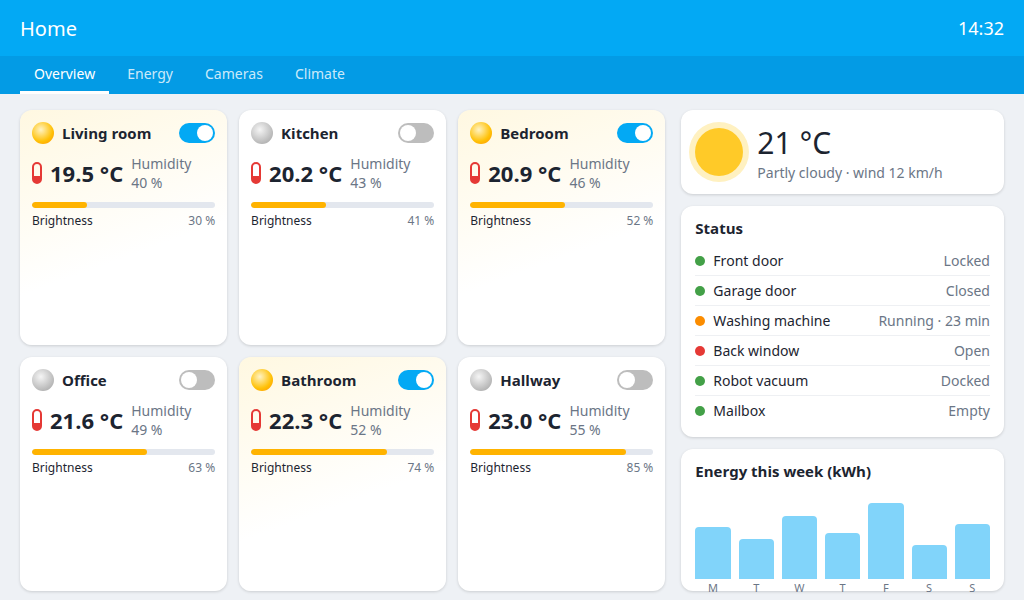 Home
14:32
Overview Energy Cameras Climate
Living room
19.5 °C
Humidity
40 %
Brightness 30 %
Kitchen
20.2 °C
Humidity
43 %
Brightness 41 %
Bedroom
20.9 °C
Humidity
46 %
Brightness 52 %
Office
21.6 °C
Humidity
49 %
Brightness 63 %
Bathroom
22.3 °C
Humidity
52 %
Brightness 74 %
Hallway
23.0 °C
Humidity
55 %
Brightness 85 %
21 °C
Partly cloudy · wind 12 km/h
Status
Front door Locked
Garage door Closed
Washing machine Running · 23 min
Back window Open
Robot vacuum Docked
Mailbox Empty
Energy this week (kWh)
M T W T F S S